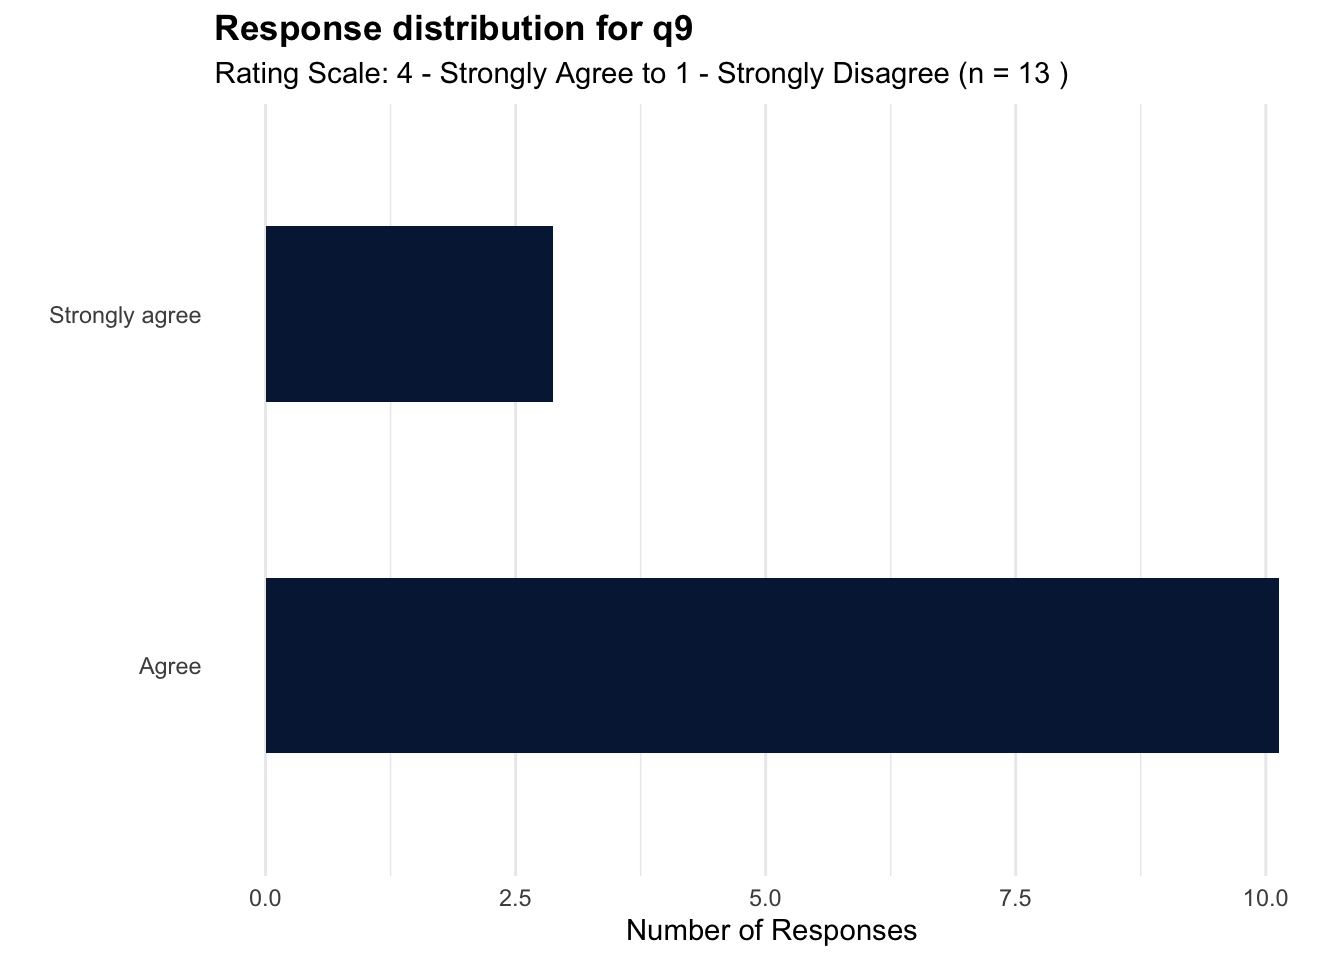 Response distribution for q9
Rating Scale: 4 - Strongly Agree to 1 - Strongly Disagree (n = 13 )
Strongly agree
Agree
0.0 2.5 5.0 7.5 10.0
Number of Responses